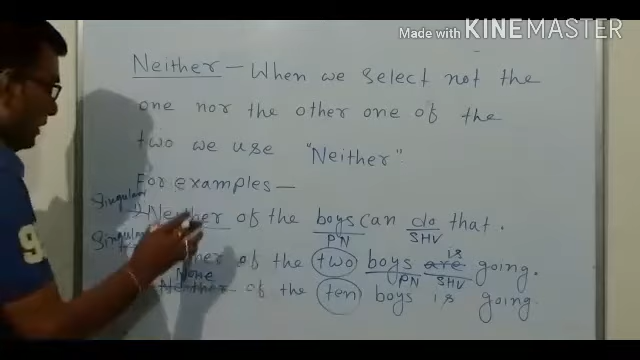 Made with KINEMASTER
Neither – When we select not the
one nor the other one of the
two we use "Neither"
For examples –
Singular
1) Neither of the boys can do that.
PN SHV
Singular
of the two boys are is going.
PN SHV
None
Neither of the ten boys is going